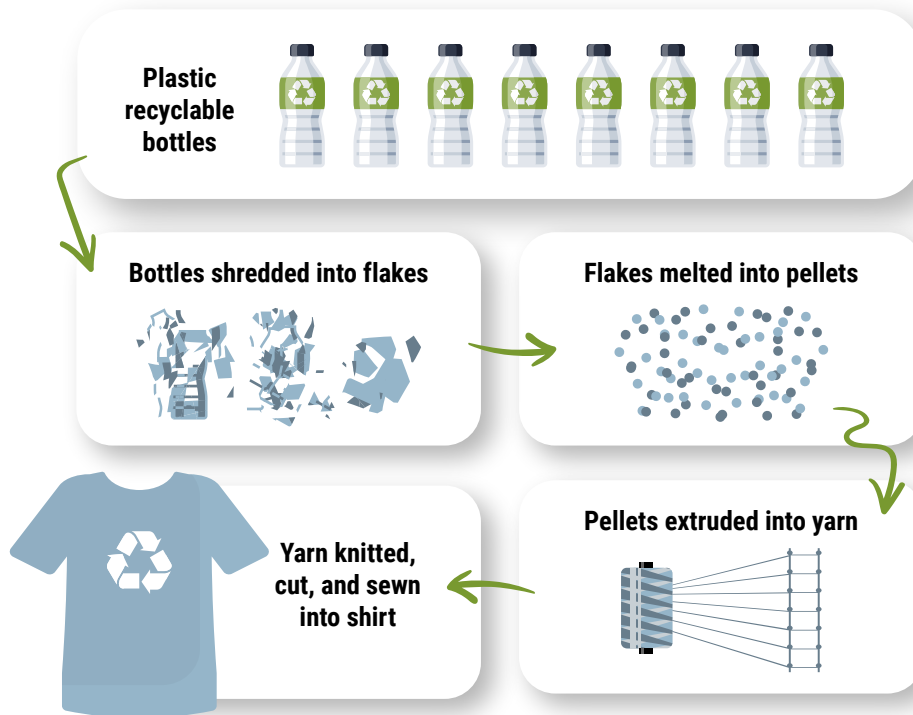 Plastic
recyclable
bottles
Bottles shredded into flakes
Flakes melted into pellets
Pellets extruded into yarn
Yarn knitted,
cut, and sewn
into shirt